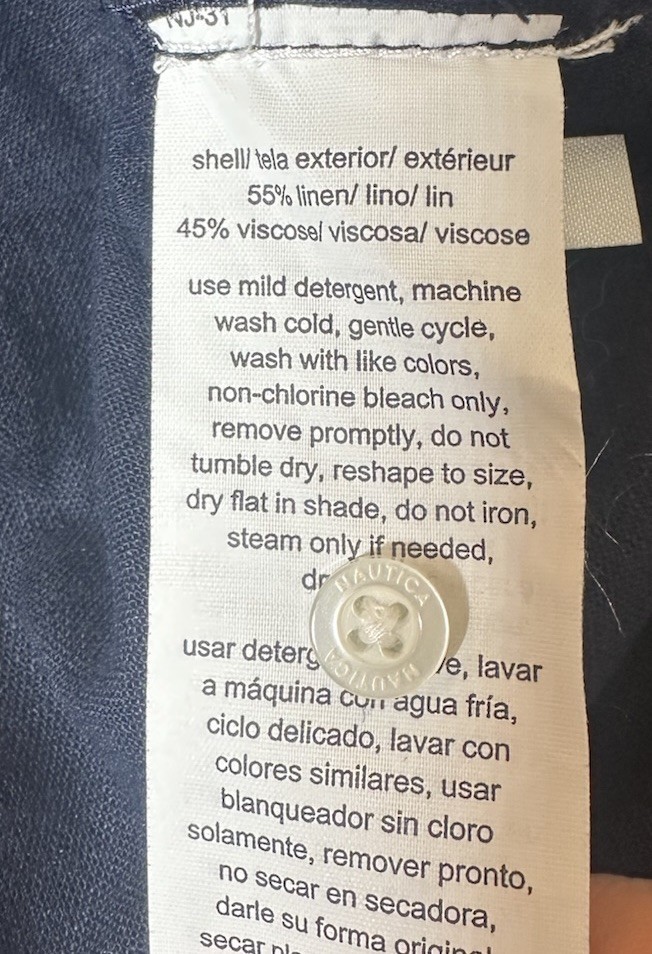 NJ-31
shell/ tela exterior/ extérieur
55% linen/ lino/ lin
45% viscose/ viscosa/ viscose
use mild detergent, machine
wash cold, gentle cycle,
wash with like colors,
non-chlorine bleach only,
remove promptly, do not
tumble dry, reshape to size,
dry flat in shade, do not iron,
steam only if needed,
NAUTICA
NAUTICA
usar lavar
a máquina con agua fría,
ciclo delicado, lavar con
colores similares, usar
blanqueador sin cloro
solamente, remover pronto,
no secar en secadora,
darle su forma original
secar